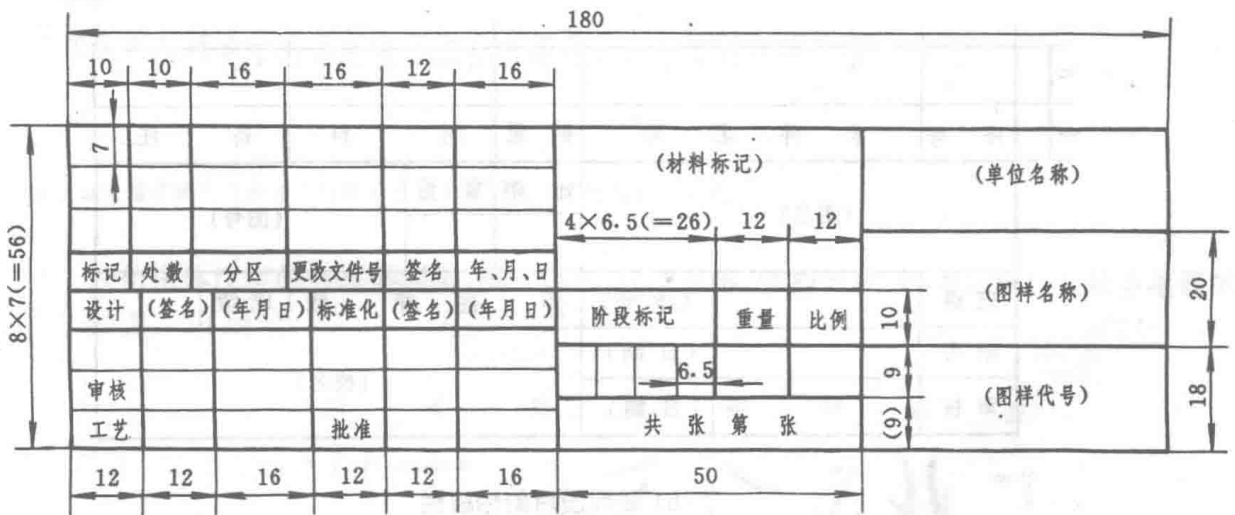 180
10 10 16 16 12 16
7
(材料标记)
(单位名称)
4×6.5(=26) 12 12
8×7(=56)
标记 处数 分区 更改文件号 签名 年、月、日
(图样名称)
20
设计 (签名) (年月日) 标准化 (签名) (年月日)
阶段标记 重量 比例
10
6.5
9
审核
(图样代号)
18
工艺 批准
共 张 第 张
(9)
12 12 16 12 12 16 50